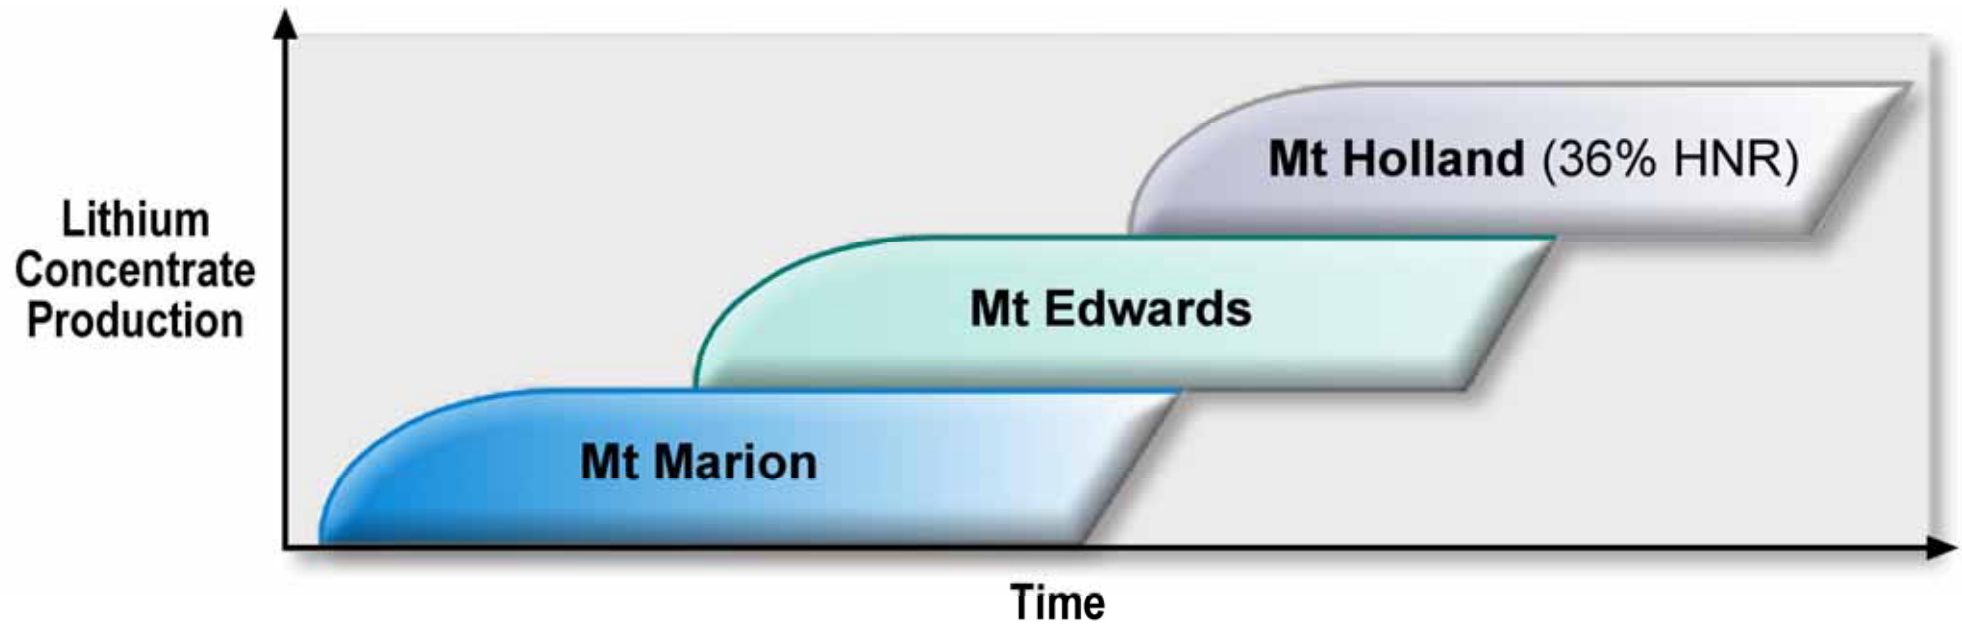 Lithium
Concentrate
Production
Mt Holland (36% HNR)
Mt Edwards
Mt Marion
Time